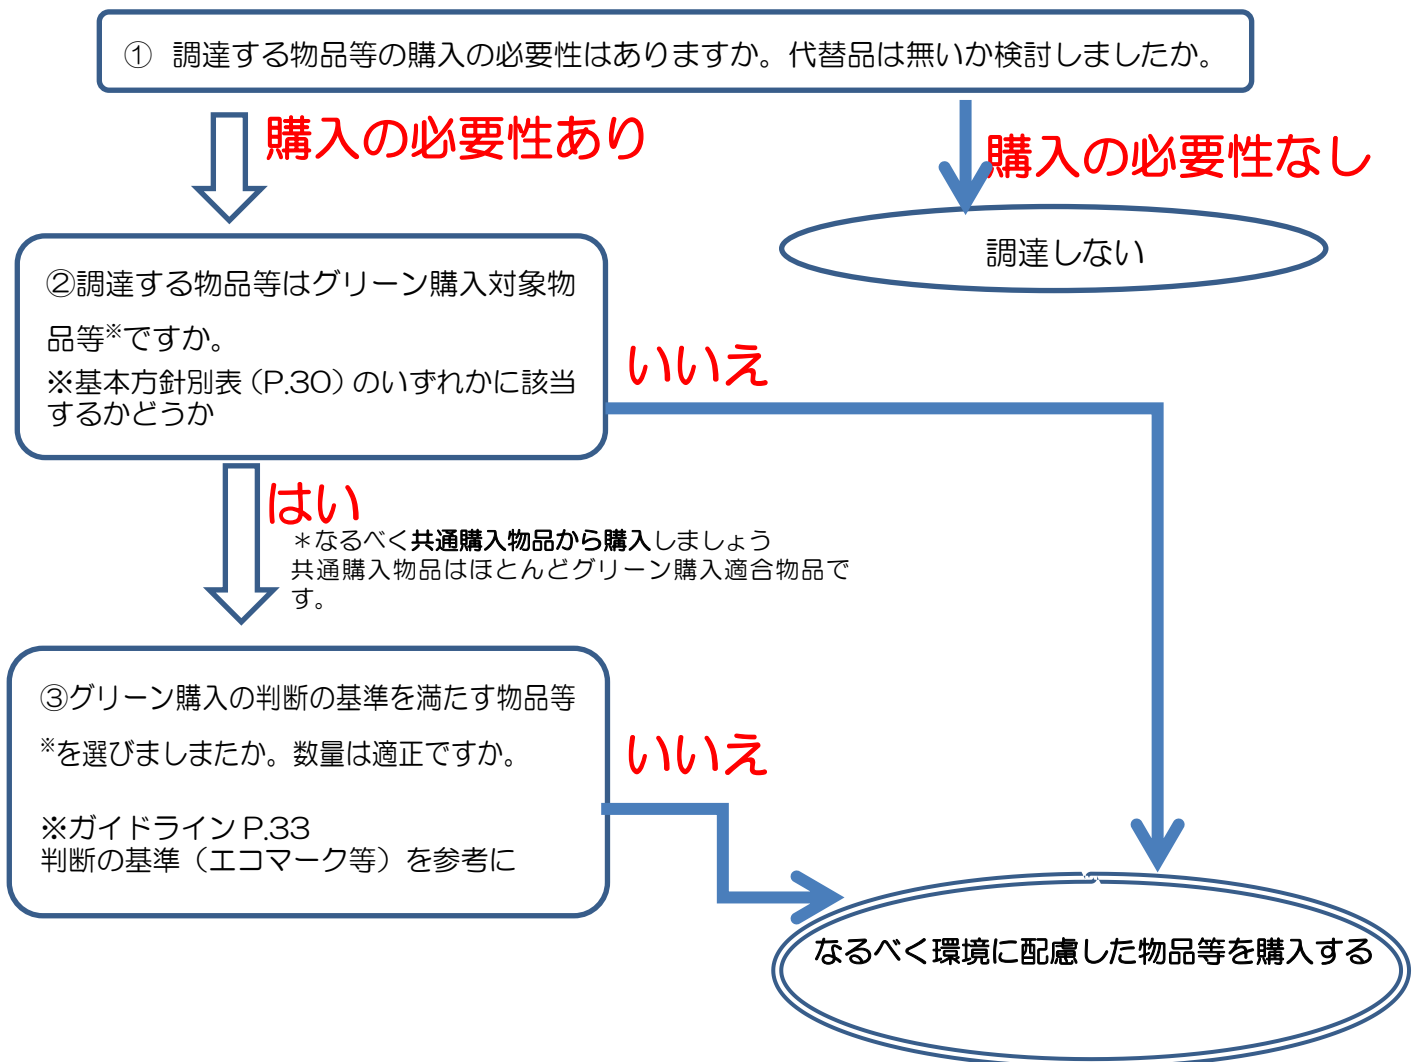 ① 調達する物品等の購入の必要性はありますか。代替品は無いか検討しましたか。
購入の必要性あり
購入の必要性なし
調達しない
②調達する物品等はグリーン購入対象物
品等※ですか。
※基本方針別表（P.30）のいずれかに該当
するかどうか
いいえ
はい
＊なるべく共通購入物品から購入しましょう
共通購入物品はほとんどグリーン購入適合物品で
す。
③グリーン購入の判断の基準を満たす物品等
※を選びましまたか。数量は適正ですか。
※ガイドライン P.33
判断の基準（エコマーク等）を参考に
いいえ
なるべく環境に配慮した物品等を購入する